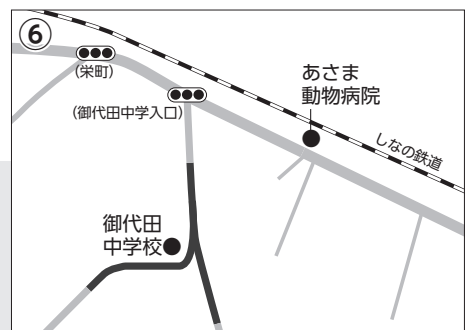 ⑥
(栄町)
(御代田中学入口)
あさま
動物病院
しなの鉄道
御代田
中学校